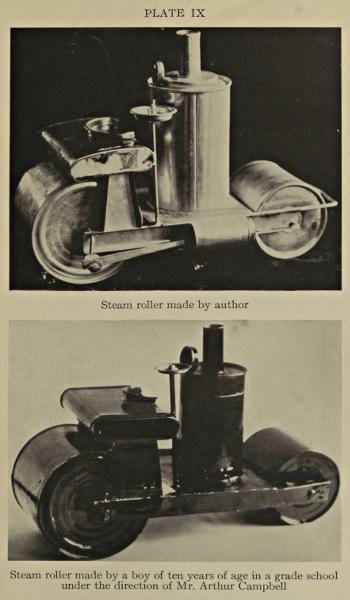 PLATE IX
Steam roller made by author
Steam roller made by a boy of ten years of age in a grade school
under the direction of Mr. Arthur Campbell